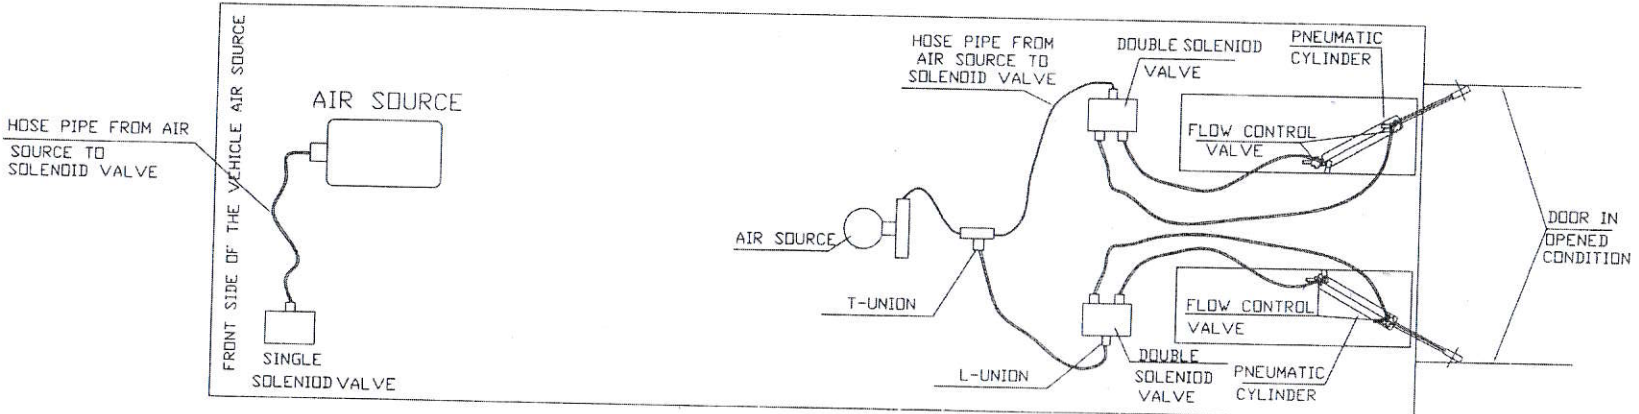 FRONT SIDE OF THE VEHICLE AIR SOURCE
AIR SOURCE
HOSE PIPE FROM AIR
SOURCE TO
SOLENOID VALVE
SINGLE
SOLENIOD VALVE
AIR SOURCE
T-UNION
HOSE PIPE FROM
AIR SOURCE TO
SOLENOID VALVE
DOUBLE SOLENIOD
VALVE
PNEUMATIC
CYLINDER
FLOW CONTROL
VALVE
DOOR IN
OPENED
CONDITION
FLOW CONTROL
VALVE
L-UNION
DOUBLE
SOLENIOD
VALVE
PNEUMATIC
CYLINDER